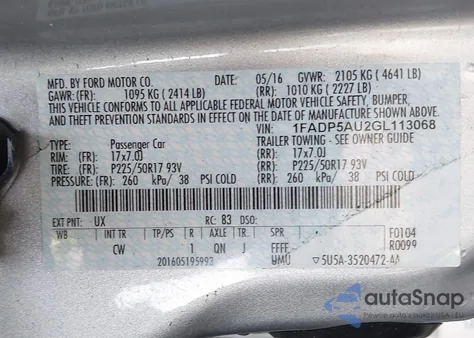 MFD. BY FORD MOTOR CO.
DATE: 05/16 GVWR: 2105 KG ( 4641 LB)
GAWR:(FR): 1095 KG ( 2414 LB) (RR): 1010 KG ( 2227 LB)
THIS VEHICLE CONFORMS TO ALL APPLICABLE FEDERAL MOTOR VEHICLE SAFETY, BUMPER, AND THEFT PREVENTION STANDARDS IN EFFECT ON THE DATE OF MANUFACTURE SHOWN ABOVE.
VIN: 1FADP5AU2GL113068
TYPE: Passenger Car TRAILER TOWING - SEE OWNER GUIDE
RIM: (FR) 17x7.0J (RR) 17x7.0J
TIRE: (FR) P225/50R17 93V (RR) P225/50R17 93V
PRESSURE: (FR) 260 kPa/ 38 PSI COLD (RR) 260 kPa/ 38 PSI COLD
EXT PNT: UX RC: 83 DSO:
WB INT TR TP/PS R AXLE TR SPR F0104
CW 1 QN J FFFF R0099
201605195993 UMU ▽ 5U5A-3520472-AA
autoSnap